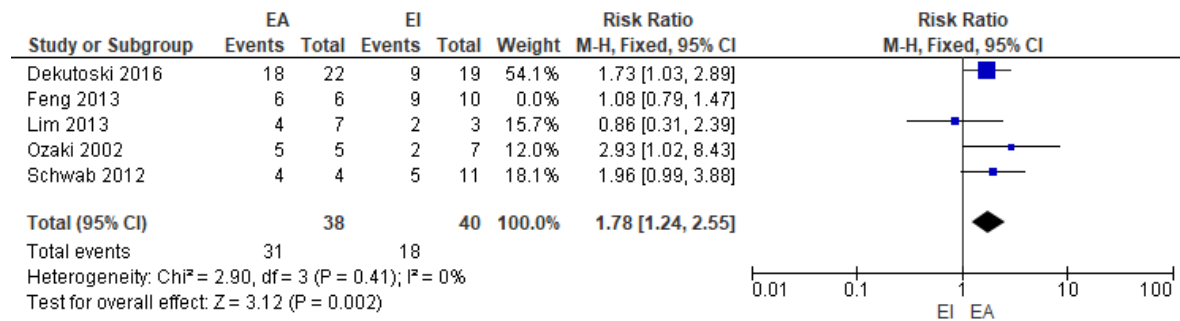 EA EI Risk Ratio Risk Ratio
Study or Subgroup Events Total Events Total Weight M-H, Fixed, 95% CI M-H, Fixed, 95% CI
Dekutoski 2016 18 22 9 19 54.1% 1.73 [1.03, 2.89]
Feng 2013 6 6 9 10 0.0% 1.08 [0.79, 1.47]
Lim 2013 4 7 2 3 15.7% 0.86 [0.31, 2.39]
Ozaki 2002 5 5 2 7 12.0% 2.93 [1.02, 8.43]
Schwab 2012 4 4 5 11 18.1% 1.96 [0.99, 3.88]
Total (95% CI) 38 40 100.0% 1.78 [1.24, 2.55]
Total events 31 18
Heterogeneity: Chi² = 2.90, df = 3 (P = 0.41); I² = 0%
Test for overall effect: Z = 3.12 (P = 0.002)
0.01 0.1 1 10 100
EI EA